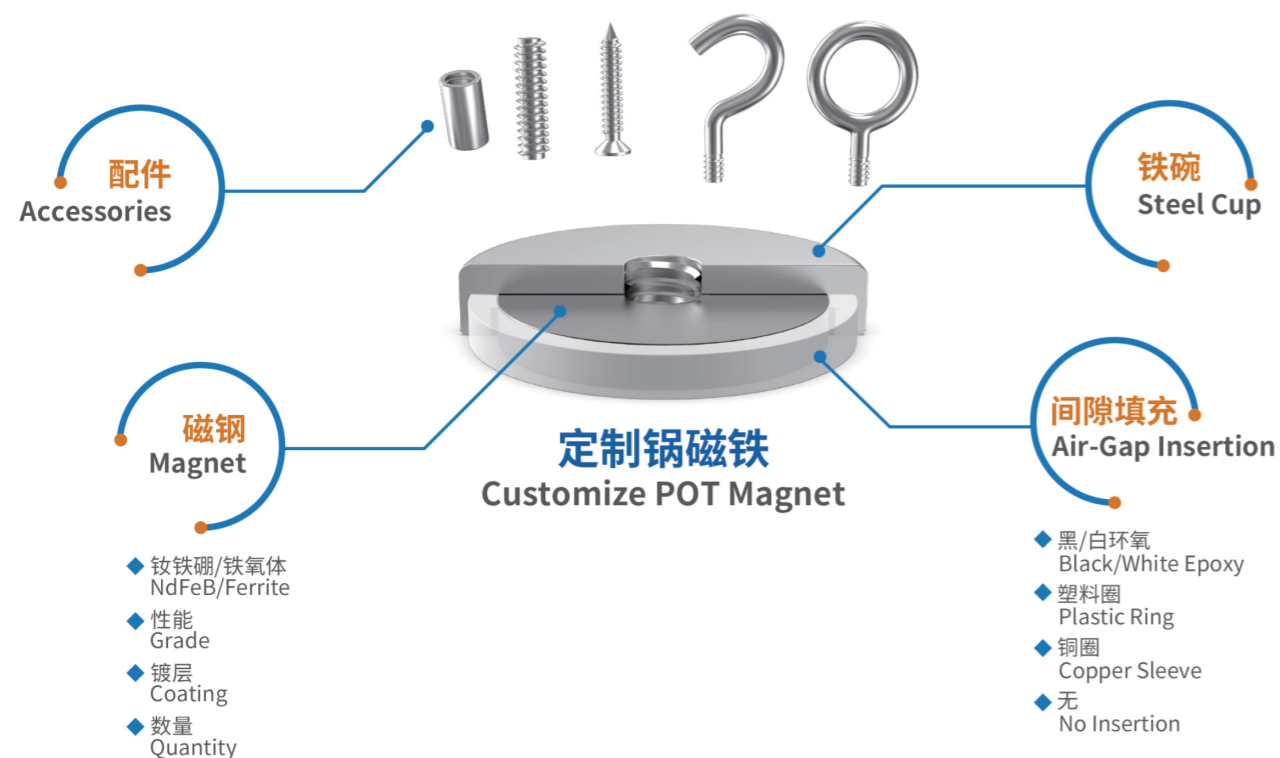 配件
Accessories
铁碗
Steel Cup
磁钢
Magnet
钕铁硼/铁氧体
NdFeB/Ferrite
性能
Grade
镀层
Coating
数量
Quantity
定制锅磁铁
Customize POT Magnet
间隙填充
Air-Gap Insertion
黑/白环氧
Black/White Epoxy
塑料圈
Plastic Ring
铜圈
Copper Sleeve
无
No Insertion